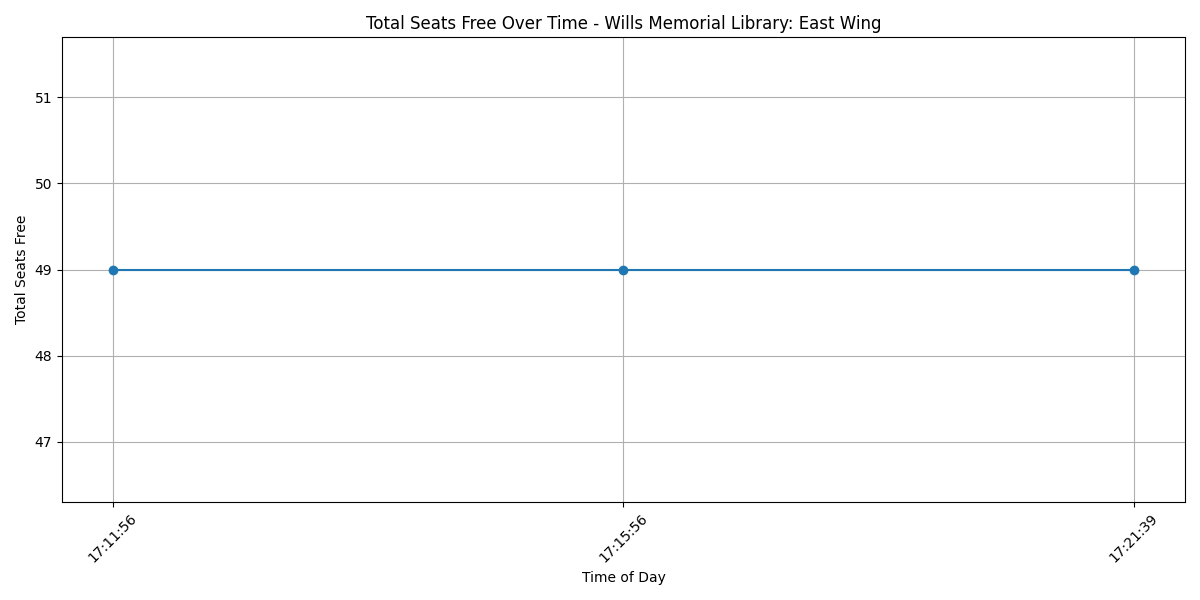 Total Seats Free Over Time - Wills Memorial Library: East Wing
51
50
49
48
47
Total Seats Free
17:11:56
17:15:56
17:21:39
Time of Day